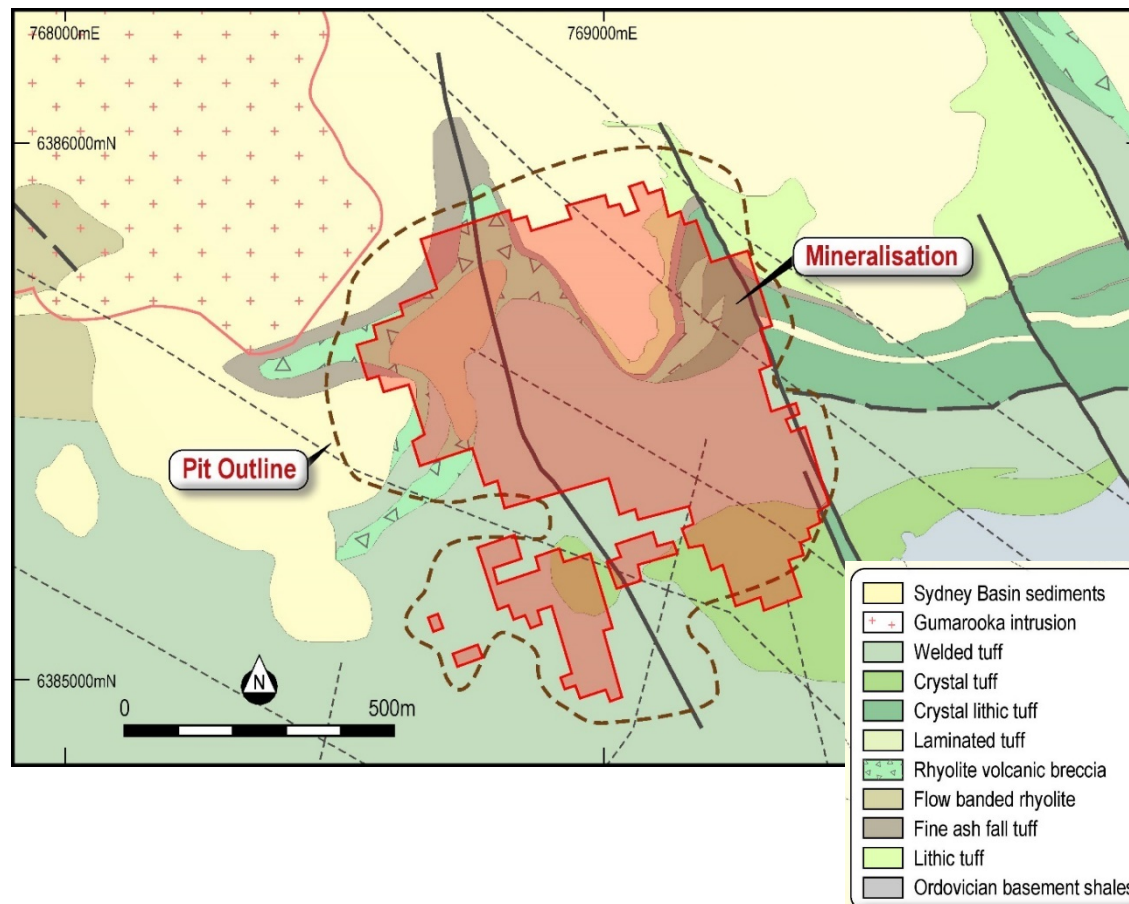 768000mE
769000mE
6386000mN
Mineralisation
Pit Outline
6385000mN
N
0
500m
Sydney Basin sediments
Gumarooka intrusion
Welded tuff
Crystal tuff
Crystal lithic tuff
Laminated tuff
Rhyolite volcanic breccia
Flow banded rhyolite
Fine ash fall tuff
Lithic tuff
Ordovician basement shales